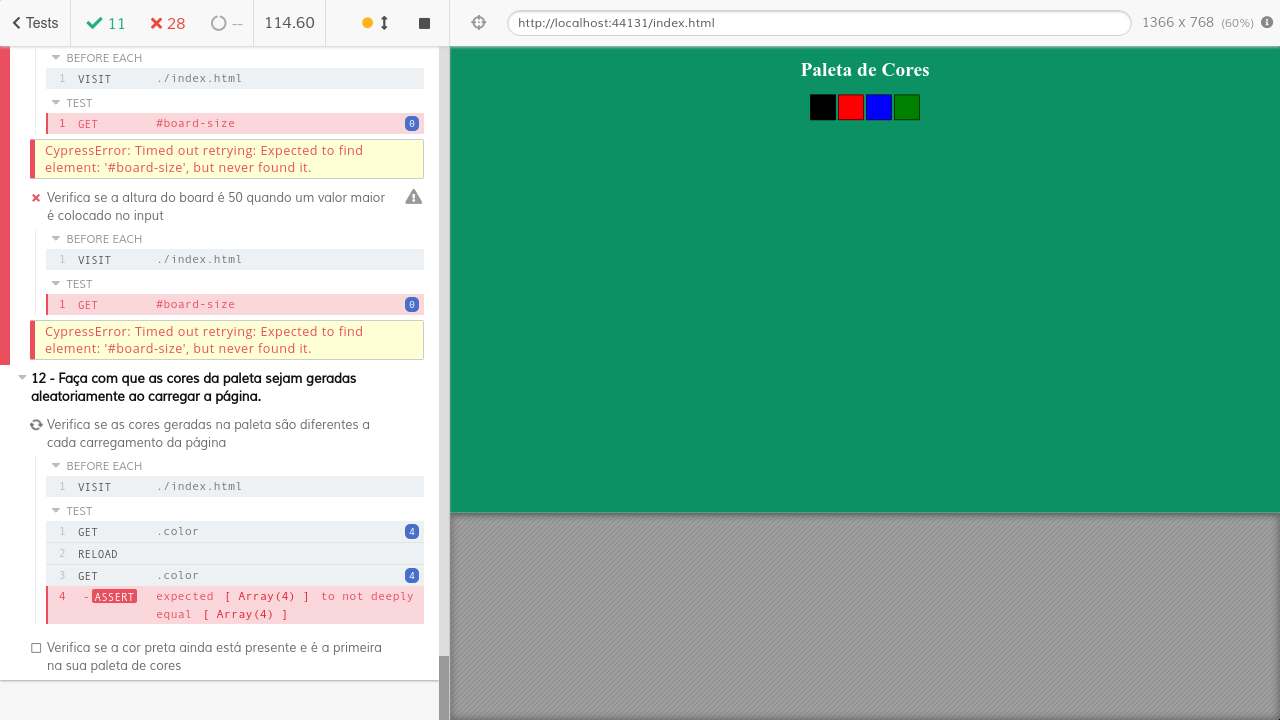 Tests
11
28
--
114.60
http://localhost:44131/index.html
1366 x 768 (60%)
BEFORE EACH
1 VISIT ./index.html
TEST
1 GET #board-size 0
CypressError: Timed out retrying: Expected to find
element: '#board-size', but never found it.
Verifica se a altura do board é 50 quando um valor maior
é colocado no input
BEFORE EACH
1 VISIT ./index.html
TEST
1 GET #board-size 0
CypressError: Timed out retrying: Expected to find
element: '#board-size', but never found it.
12 - Faça com que as cores da paleta sejam geradas
aleatoriamente ao carregar a página.
Verifica se as cores geradas na paleta são diferentes a
cada carregamento da página
BEFORE EACH
1 VISIT ./index.html
TEST
1 GET .color 4
2 RELOAD
3 GET .color 4
4 -ASSERT expected [ Array(4) ] to not deeply
equal [ Array(4) ]
Verifica se a cor preta ainda está presente e é a primeira
na sua paleta de cores
Paleta de Cores